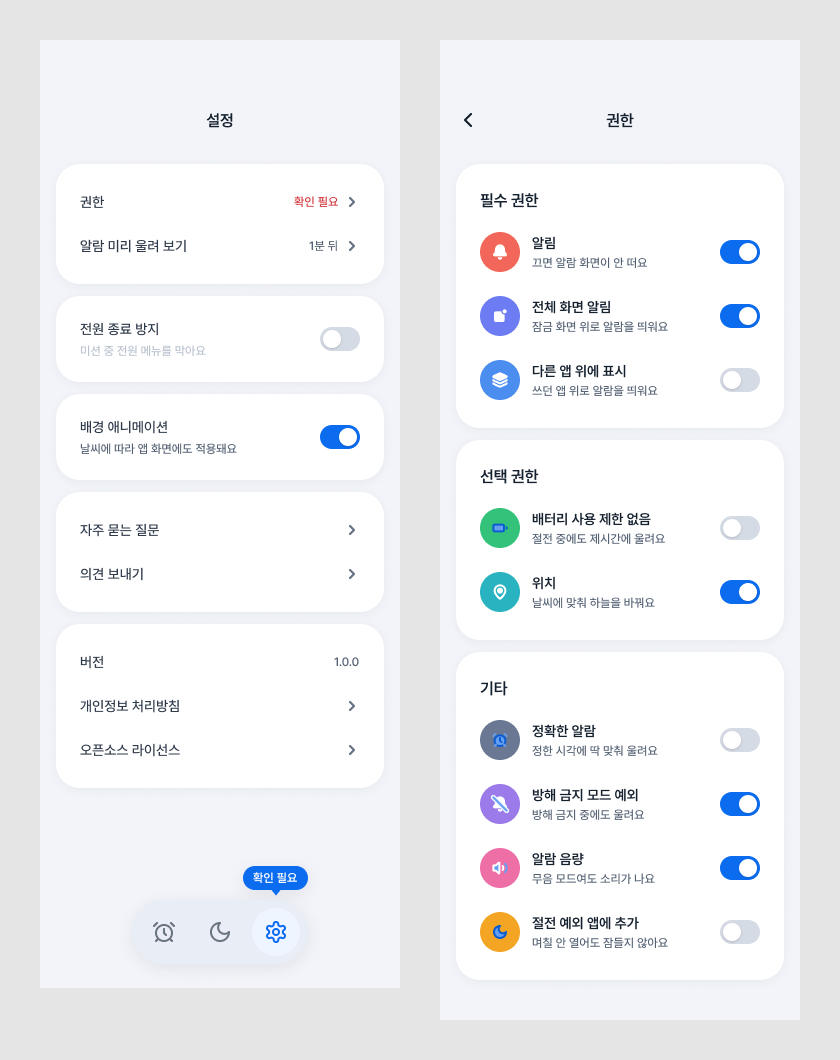 설정
권한
확인 필요
알람 미리 울려 보기
1분 뒤
전원 종료 방지
미션 중 전원 메뉴를 막아요
배경 애니메이션
날씨에 따라 앱 화면에도 적용돼요
자주 묻는 질문
의견 보내기
버전
1.0.0
개인정보 처리방침
오픈소스 라이선스
확인 필요
권한
필수 권한
알림
끄면 알람 화면이 안 떠요
전체 화면 알림
잠금 화면 위로 알람을 띄워요
다른 앱 위에 표시
쓰던 앱 위로 알람을 띄워요
선택 권한
배터리 사용 제한 없음
절전 중에도 제시간에 울려요
위치
날씨에 맞춰 하늘을 바꿔요
기타
정확한 알람
정한 시각에 딱 맞춰 울려요
방해 금지 모드 예외
방해 금지 중에도 울려요
알람 음량
무음 모드여도 소리가 나요
절전 예외 앱에 추가
며칠 안 열어도 잠들지 않아요